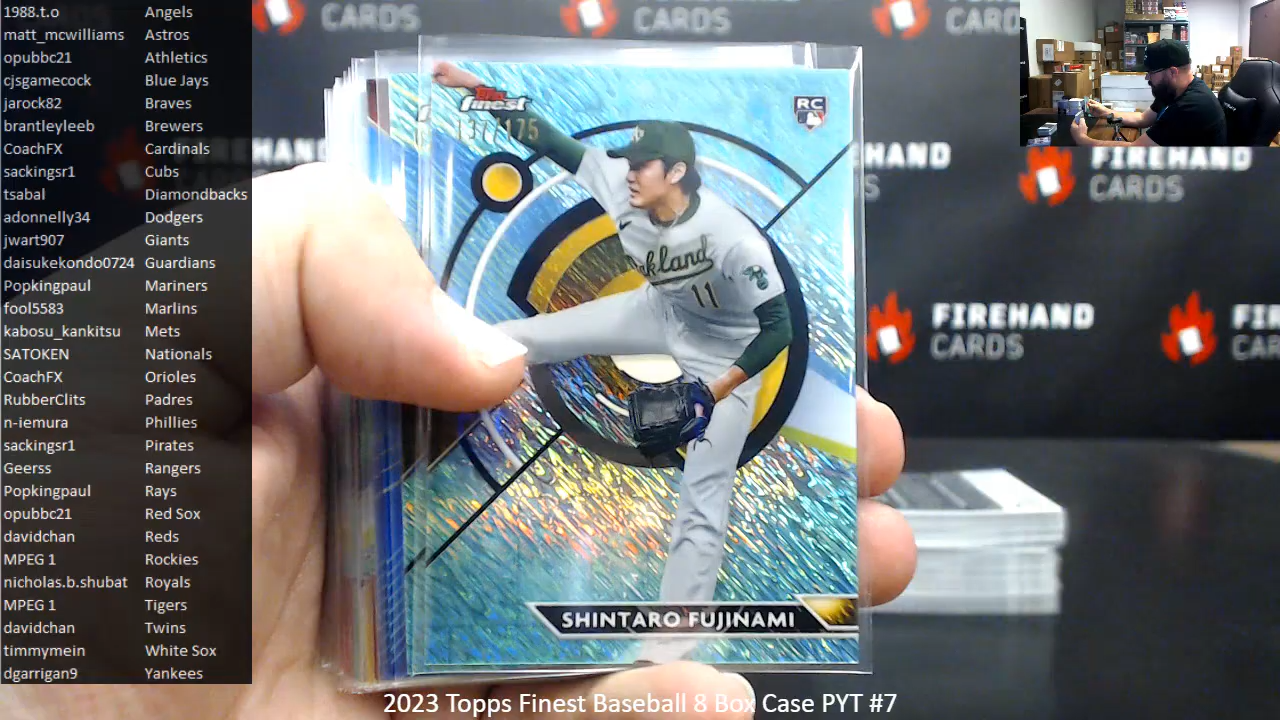 1988.t.o Angels
matt_mcwilliams Astros
opubbc21 Athletics
cjsgamecock Blue Jays
jarock82 Braves
brantleyleeb Brewers
CoachFX Cardinals
sackingsr1 Cubs
tsabal Diamondbacks
adonnelly34 Dodgers
jwart907 Giants
daisukekondo0724 Guardians
Popkingpaul Mariners
fool5583 Marlins
kabosu_kankitsu Mets
SATOKEN Nationals
CoachFX Orioles
RubberClits Padres
n-iemura Phillies
sackingsr1 Pirates
Geerss Rangers
Popkingpaul Rays
opubbc21 Red Sox
davidchan Reds
MPEG 1 Rockies
nicholas.b.shubat Royals
MPEG 1 Tigers
davidchan Twins
timmymein White Sox
dgarrigan9 Yankees
CARDS
CARDS
Topps
finest
137/175
RC
Oakland
11
SHINTARO FUJINAMI
FIREHAND
CARDS
FIREHAND
CARDS
2023 Topps Finest Baseball 8 Box Case PYT #7